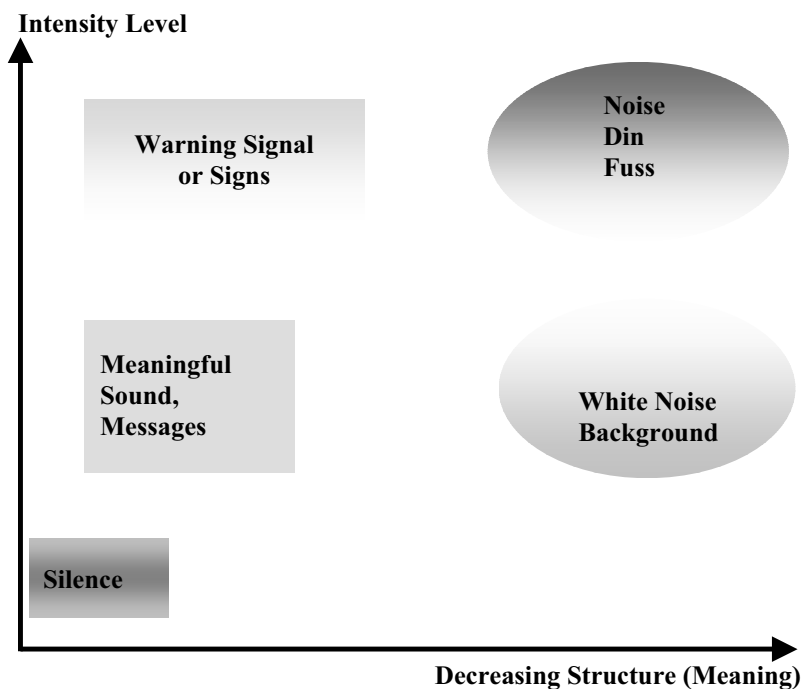 Intensity Level
Warning Signal
or Signs
Noise
Din
Fuss
Meaningful
Sound,
Messages
White Noise
Background
Silence
Decreasing Structure (Meaning)